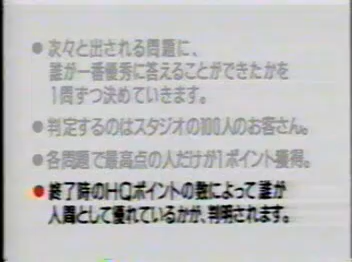 ●次々と出される問題に、
誰が一番優秀に答えることができたかを
1問ずつ決めていきます。
●判定するのはスタジオの100人のお客さん。
●各問題で最高点の人だけが1ポイント獲得。
●終了時のHQポイントの数によって誰が
人間として優れているかが、判明されます。